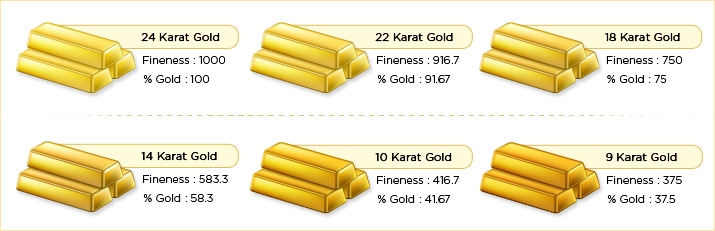 24 Karat Gold
Fineness : 1000
% Gold : 100
22 Karat Gold
Fineness : 916.7
% Gold : 91.67
18 Karat Gold
Fineness : 750
% Gold : 75
14 Karat Gold
Fineness : 583.3
% Gold : 58.3
10 Karat Gold
Fineness : 416.7
% Gold : 41.67
9 Karat Gold
Fineness : 375
% Gold : 37.5